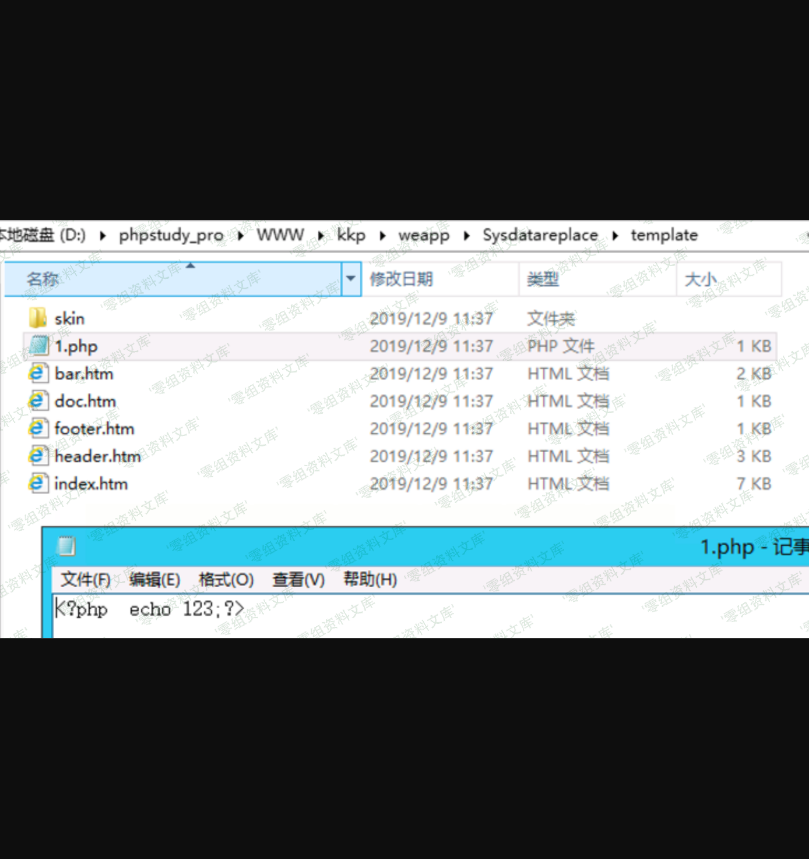 本地磁盘 (D:) ▸ phpstudy_pro ▸ WWW ▸ kkp ▸ weapp ▸ Sysdatareplace ▸ template
名称 修改日期 类型 大小
skin 2019/12/9 11:37 文件夹
1.php 2019/12/9 11:37 PHP 文件 1 KB
bar.htm 2019/12/9 11:37 HTML 文档 2 KB
doc.htm 2019/12/9 11:37 HTML 文档 1 KB
footer.htm 2019/12/9 11:37 HTML 文档 1 KB
header.htm 2019/12/9 11:37 HTML 文档 3 KB
index.htm 2019/12/9 11:37 HTML 文档 7 KB
1.php - 记事
文件(F) 编辑(E) 格式(O) 查看(V) 帮助(H)
<?php echo 123;?>
零组资料文库